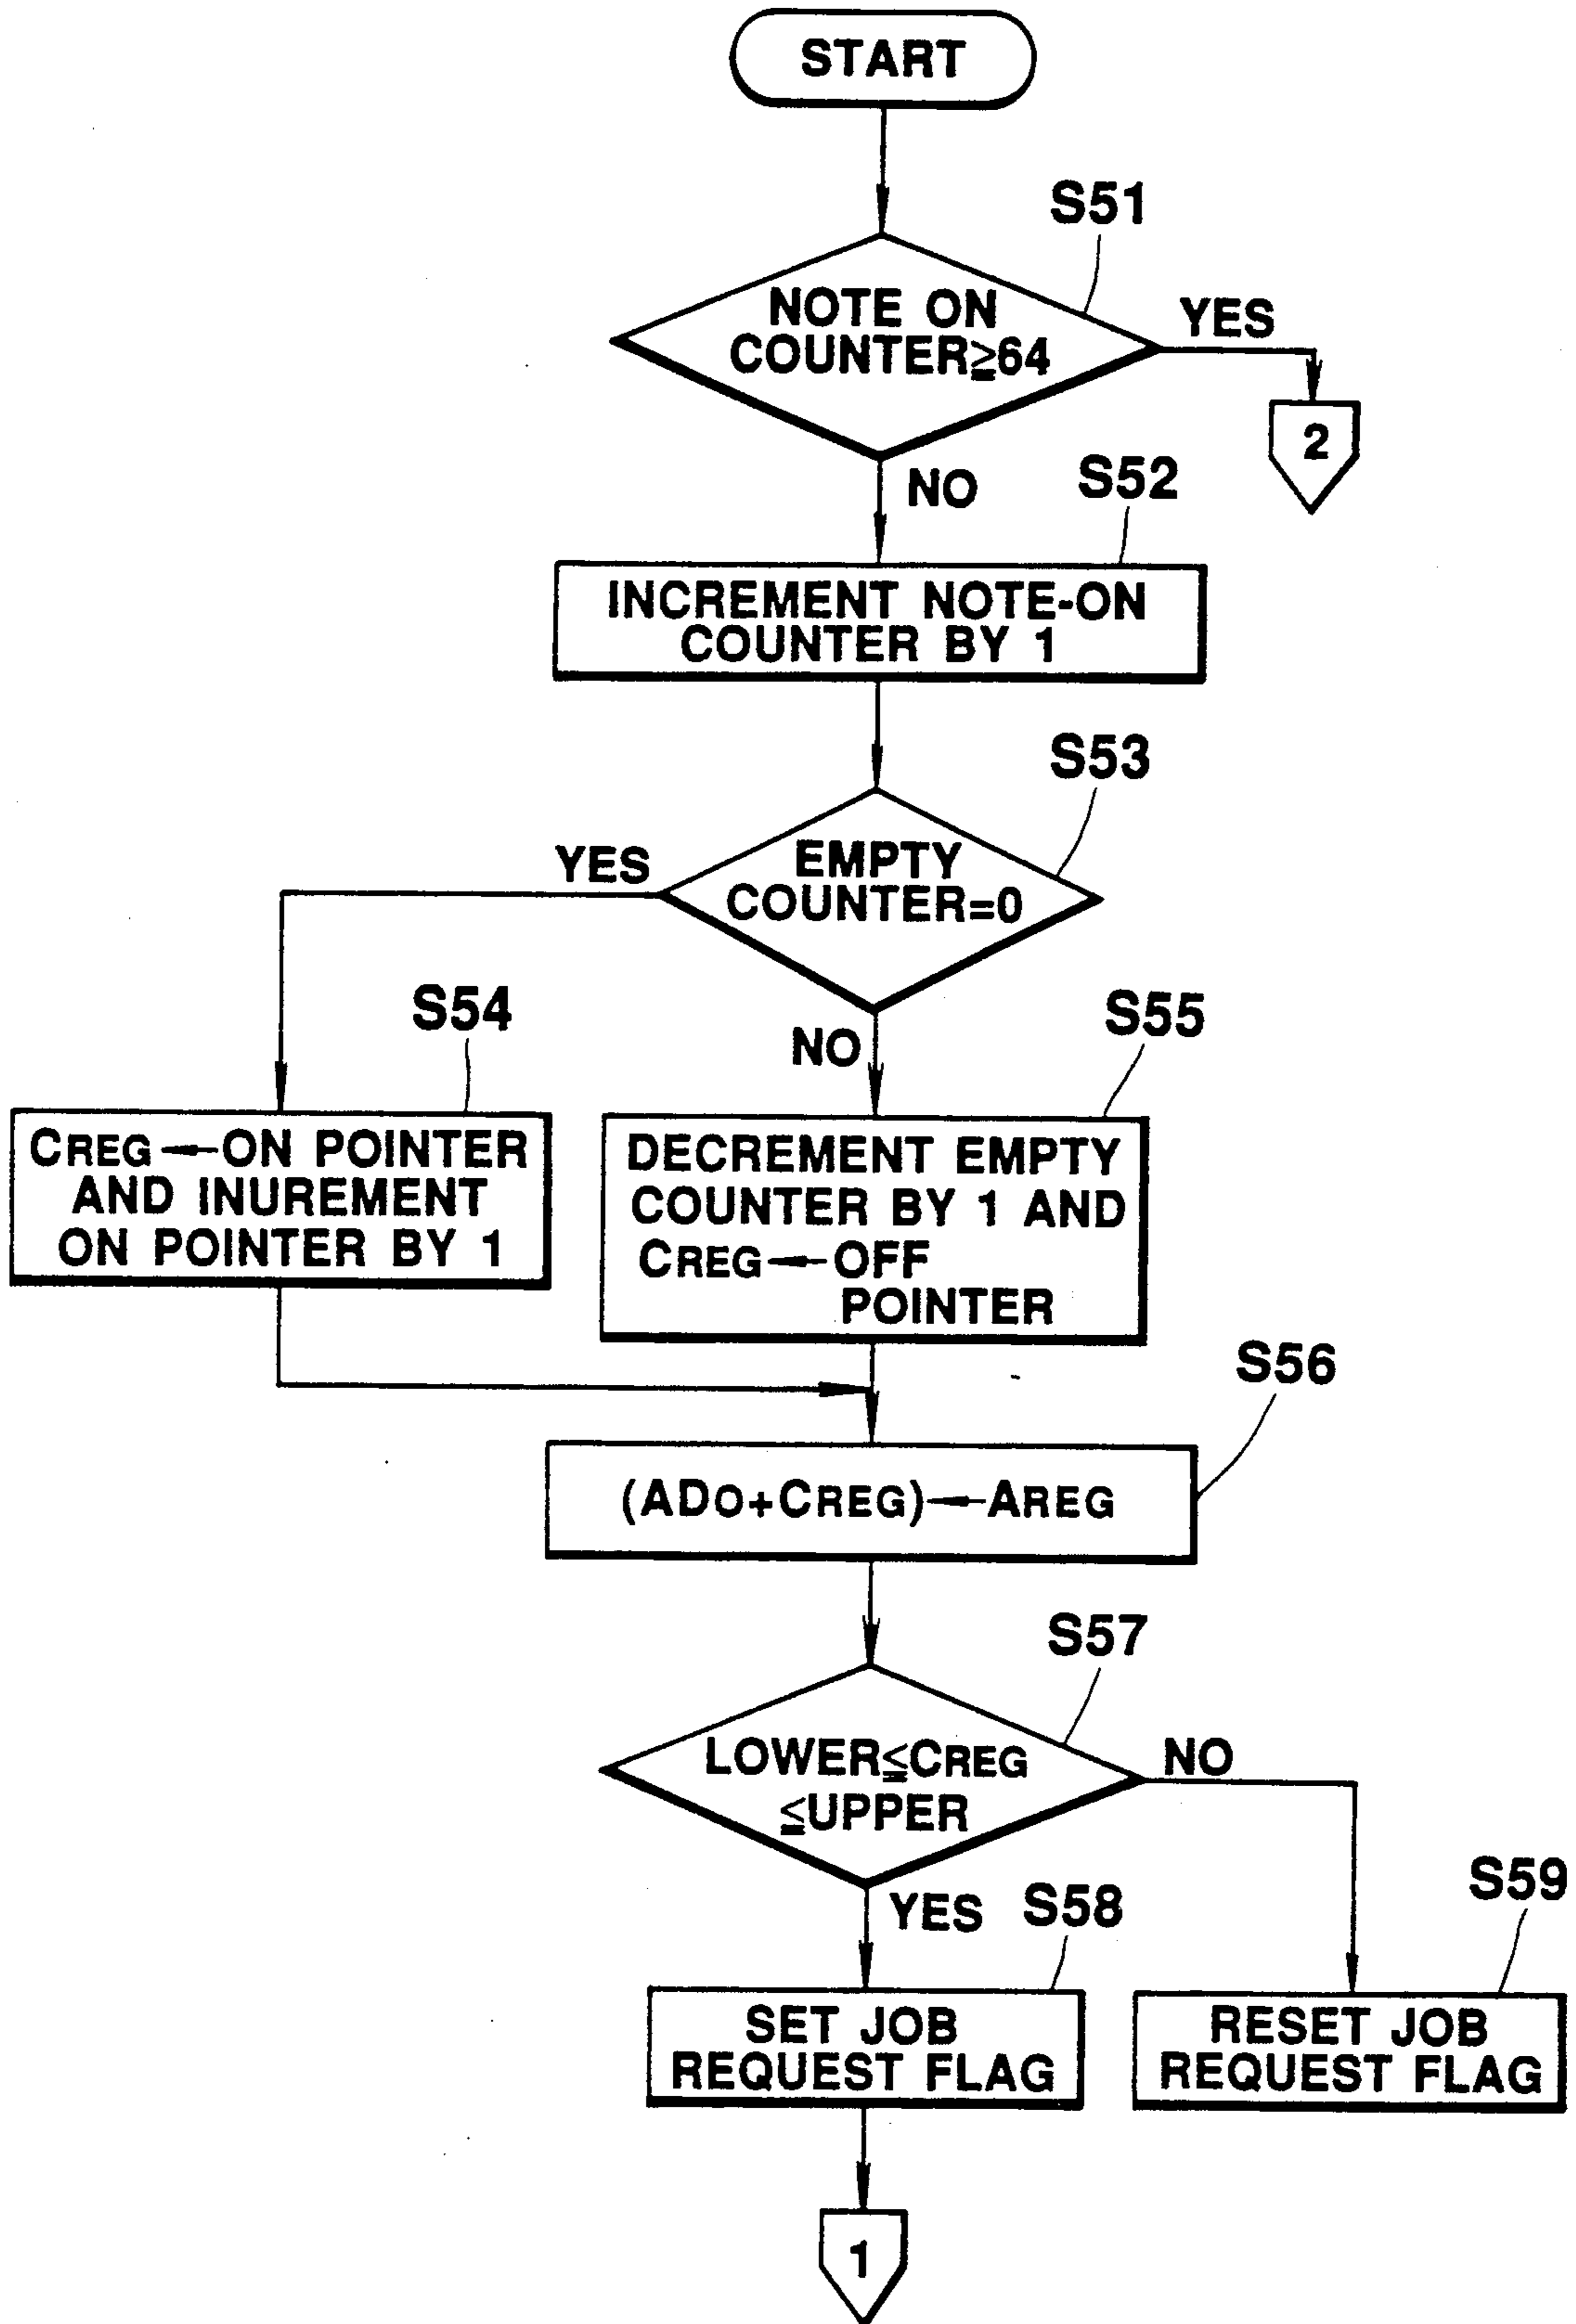 START
S51
NOTE ON
COUNTER≧64
YES
2
NO
S52
INCREMENT NOTE-ON
COUNTER BY 1
S53
EMPTY
COUNTER=0
YES
NO
S54
CREG←ON POINTER
AND INUREMENT
ON POINTER BY 1
S55
DECREMENT EMPTY
COUNTER BY 1 AND
CREG←OFF
POINTER
S56
(ADO+CREG)←AREG
S57
LOWER≦CREG
≦UPPER
NO
YES
S58
SET JOB
REQUEST FLAG
S59
RESET JOB
REQUEST FLAG
1